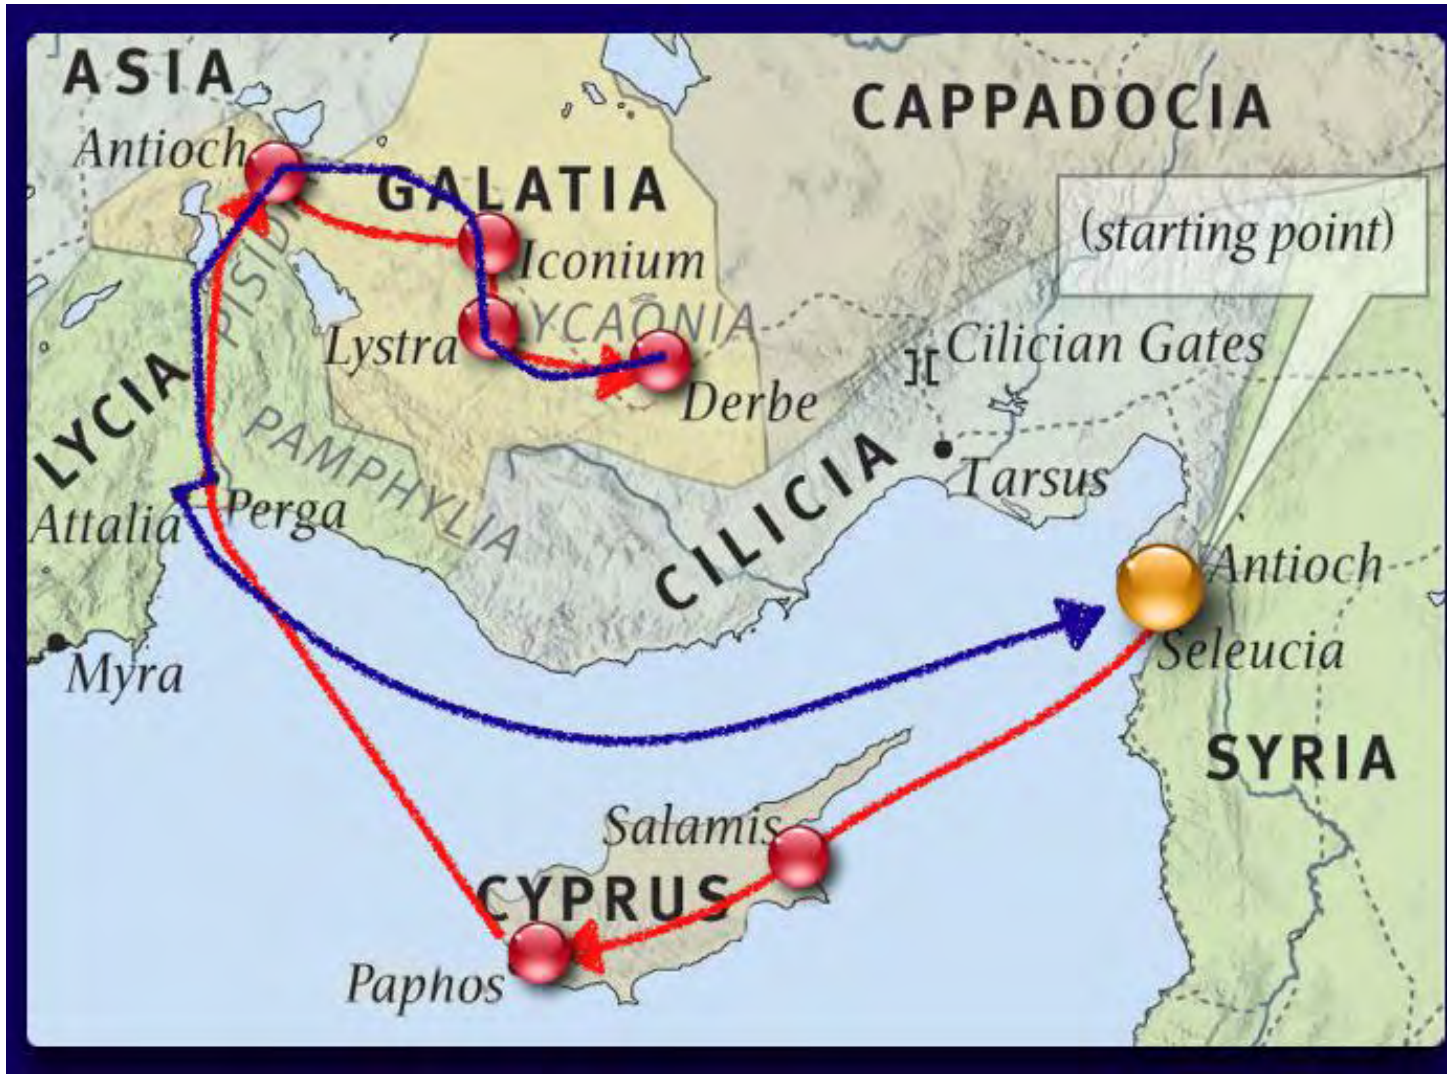 ASIA
CAPPADOCIA
Antioch
GALATIA
(starting point)
Iconium
PISIDIA
LYCAONIA
Lystra
Cilician Gates
Derbe
LYCIA
PAMPHYLIA
CILICIA
Tarsus
Attalia
Perga
Antioch
Myra
Seleucia
SYRIA
Salamis
CYPRUS
Paphos